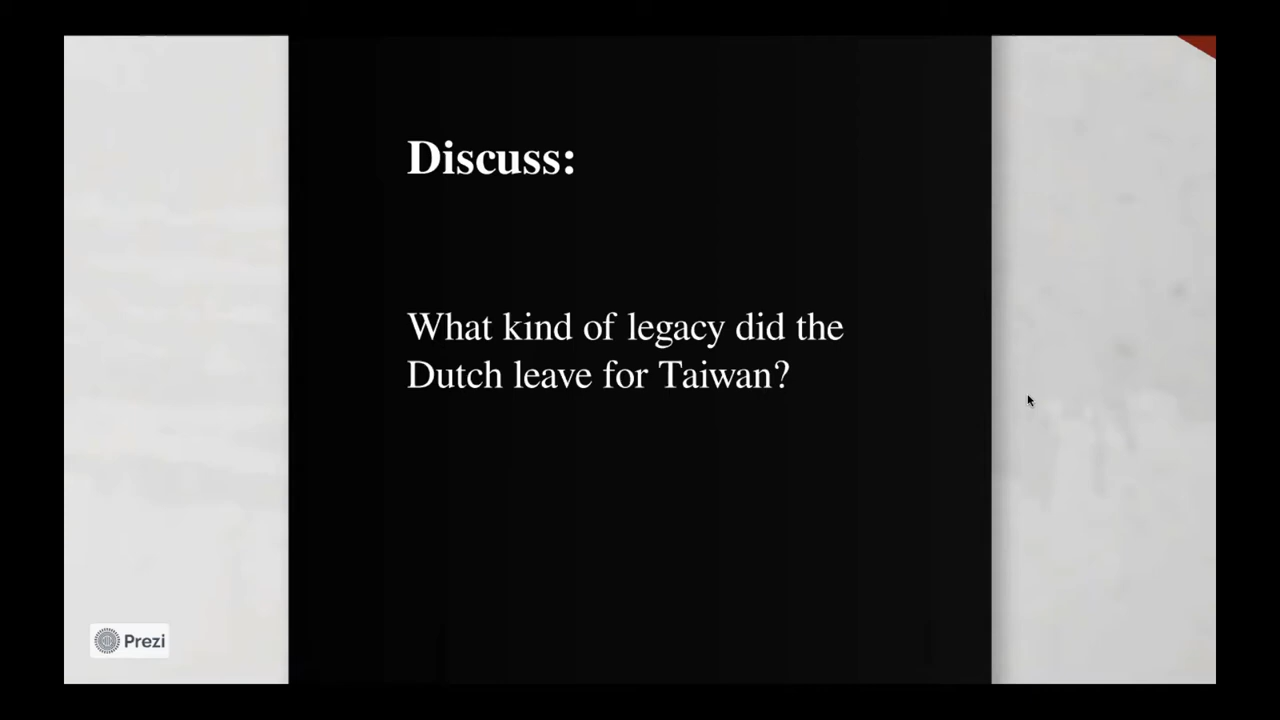 Discuss:
What kind of legacy did the
Dutch leave for Taiwan?
Prezi